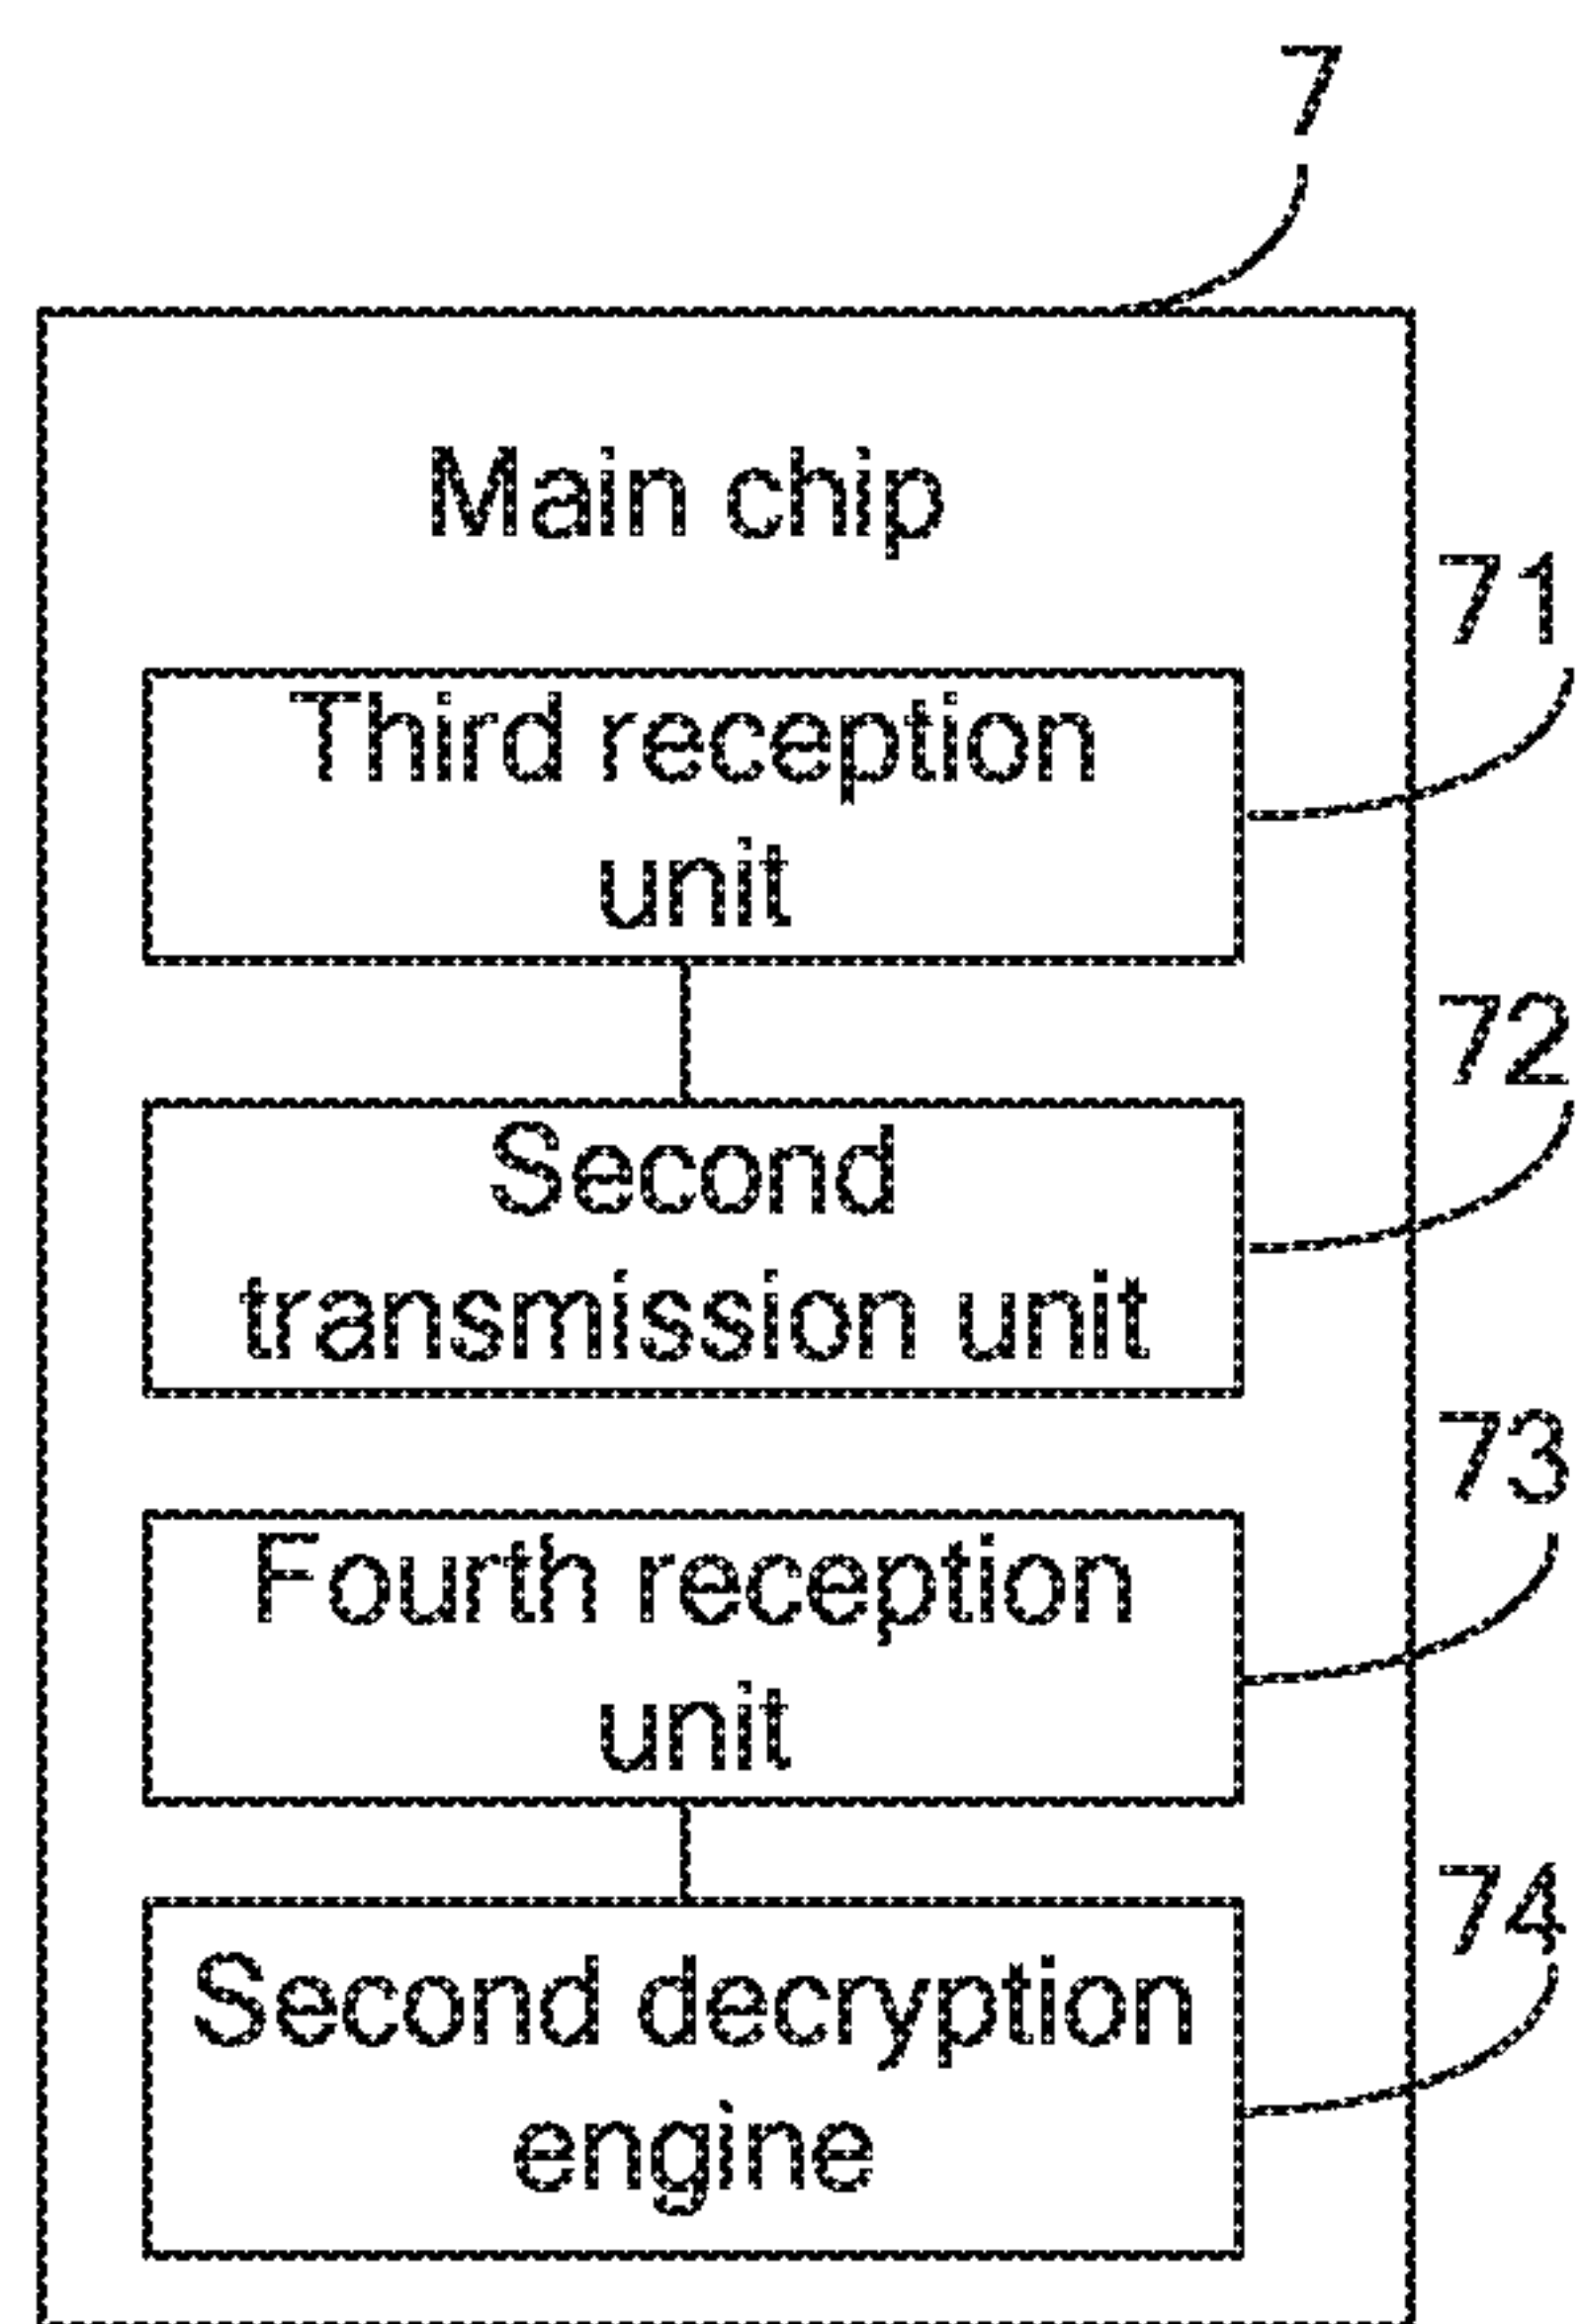 7
Main chip
71
Third reception
unit
72
Second
transmission unit
73
Fourth reception
unit
74
Second decryption
engine